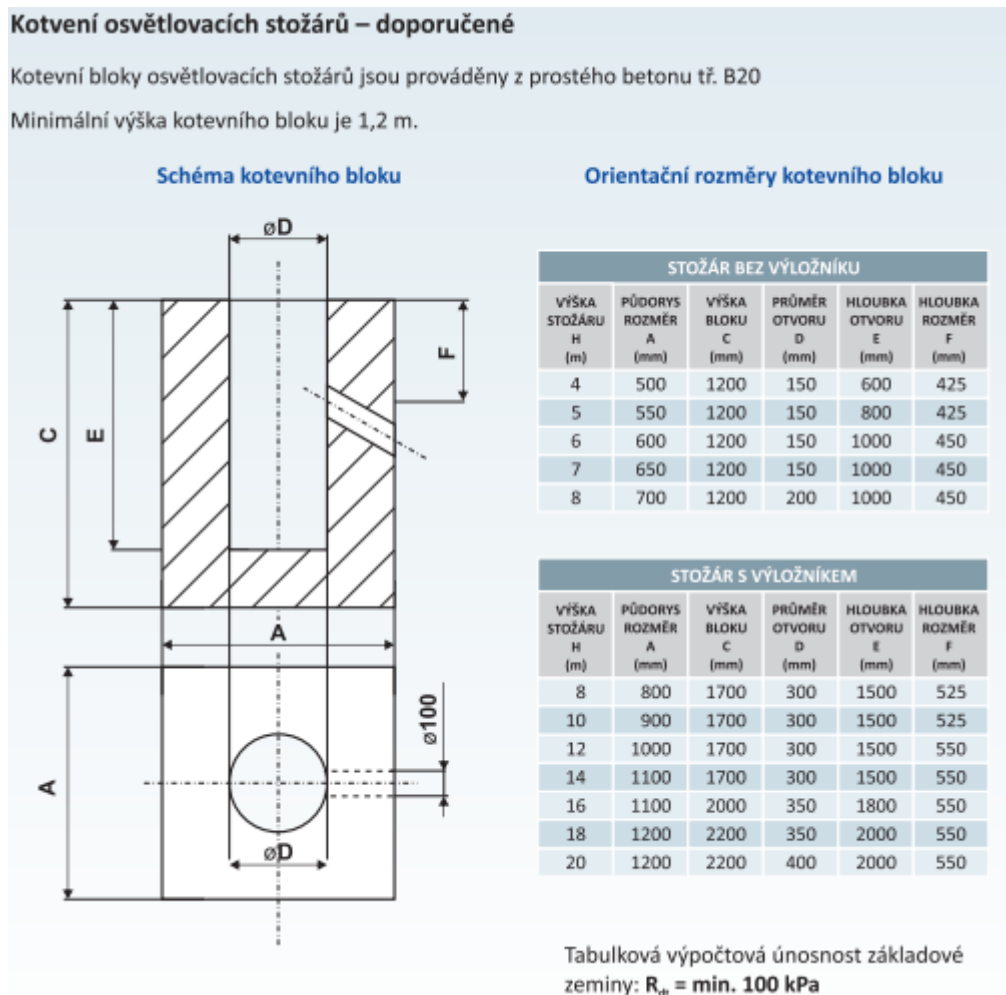 Kotvení osvětlovacích stožárů – doporučené
Kotevní bloky osvětlovacích stožárů jsou prováděny z prostého betonu tř. B20
Minimální výška kotevního bloku je 1,2 m.
Schéma kotevního bloku
øD
F
C
E
A
A
ø100
øD
Orientační rozměry kotevního bloku
STOŽÁR BEZ VÝLOŽNÍKU
VÝŠKA STOŽÁRU H (m) PŮDORYS ROZMĚR A (mm) VÝŠKA BLOKU C (mm) PRŮMĚR OTVORU D (mm) HLOUBKA OTVORU E (mm) HLOUBKA ROZMĚR F (mm)
4 500 1200 150 600 425
5 550 1200 150 800 425
6 600 1200 150 1000 450
7 650 1200 150 1000 450
8 700 1200 200 1000 450
STOŽÁR S VÝLOŽNÍKEM
VÝŠKA STOŽÁRU H (m) PŮDORYS ROZMĚR A (mm) VÝŠKA BLOKU C (mm) PRŮMĚR OTVORU D (mm) HLOUBKA OTVORU E (mm) HLOUBKA ROZMĚR F (mm)
8 800 1700 300 1500 525
10 900 1700 300 1500 525
12 1000 1700 300 1500 550
14 1100 1700 300 1500 550
16 1100 2000 350 1800 550
18 1200 2200 350 2000 550
20 1200 2200 400 2000 550
Tabulková výpočtová únosnost základové
zeminy: R = min. 100 kPa